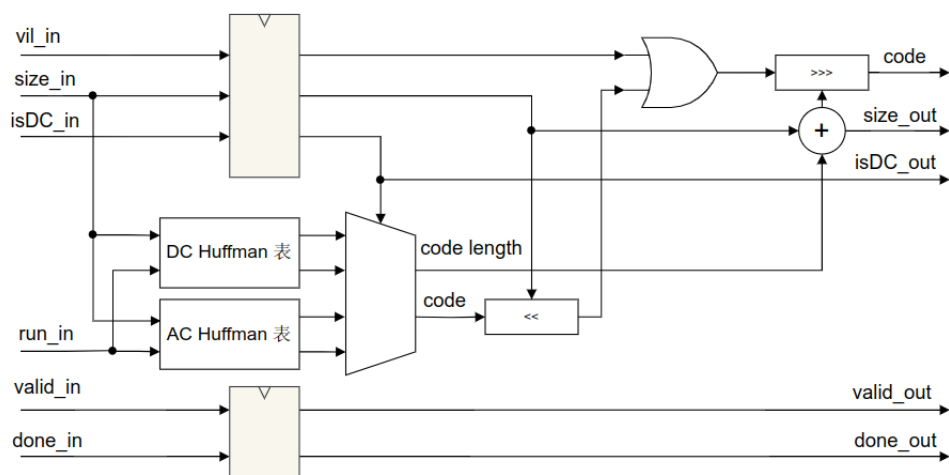 vil_in
code
>>>
size_in
size_out
+
isDC_in
isDC_out
DC Huffman 表
code length
code
<<
AC Huffman 表
run_in
valid_in
valid_out
done_in
done_out